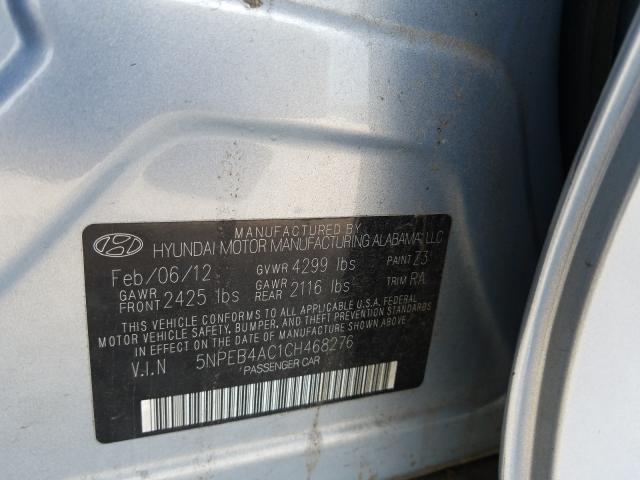 MANUFACTURED BY
HYUNDAI MOTOR MANUFACTURING ALABAMA, LLC
Feb/06/12 GVWR 4299 lbs PAINT Z3
GAWR FRONT 2425 lbs GAWR REAR 2116 lbs TRIM RA
THIS VEHICLE CONFORMS TO ALL APPLICABLE U.S.A. FEDERAL
MOTOR VEHICLE SAFETY, BUMPER, AND THEFT PREVENTION STANDARDS
IN EFFECT ON THE DATE OF MANUFACTURE SHOWN ABOVE.
V.I.N 5NPEB4AC1CH468276
PASSENGER CAR